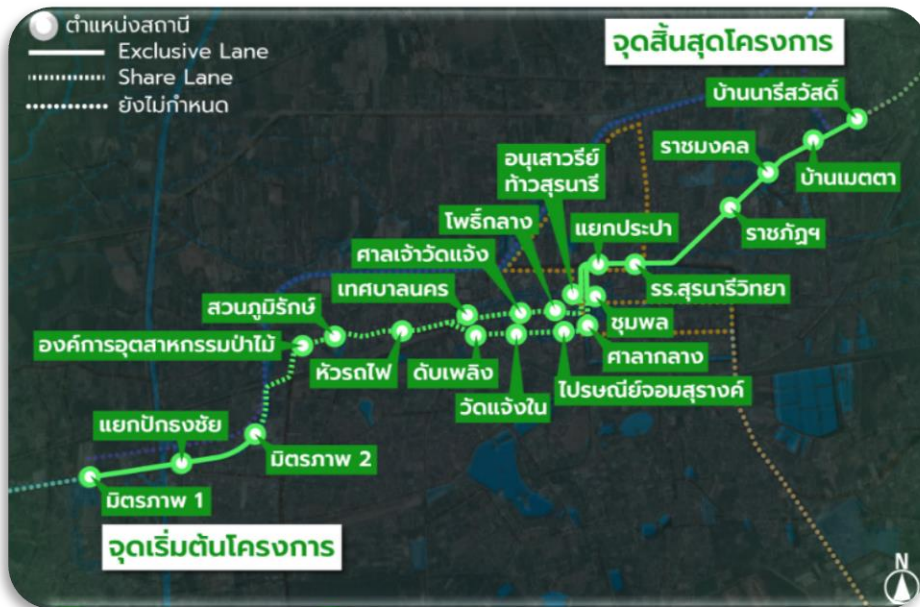 ตำแหน่งสถานี
Exclusive Lane
Share Lane
ยังไม่กำหนด
จุดสิ้นสุดโครงการ
บ้านนารีสวัสดิ์
ราชมงคล
บ้านเมตตา
อนุเสาวรีย์
ท้าวสุรนารี
โพธิ์กลาง
แยกประปา
ราชภัฏฯ
ศาลเจ้าวัดแจ้ง
เทศบาลนคร
รร.สุรนารีวิทยา
สวนภูมิรักษ์
ชุมพล
องค์การอุตสาหกรรมป่าไม้
ศาลากลาง
หัวรถไฟ
ดับเพลิง
ไปรษณีย์จอมสุรางค์
วัดแจ้งใน
แยกปักธงชัย
มิตรภาพ 2
มิตรภาพ 1
จุดเริ่มต้นโครงการ
N